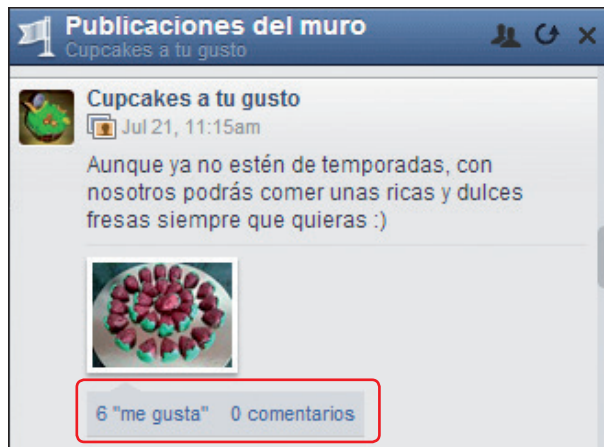 Publicaciones del muro
Cupcakes a tu gusto
Cupcakes a tu gusto
Jul 21, 11:15am
Aunque ya no estén de temporadas, con
nosotros podrás comer unas ricas y dulces
fresas siempre que quieras :)
6 "me gusta" 0 comentarios